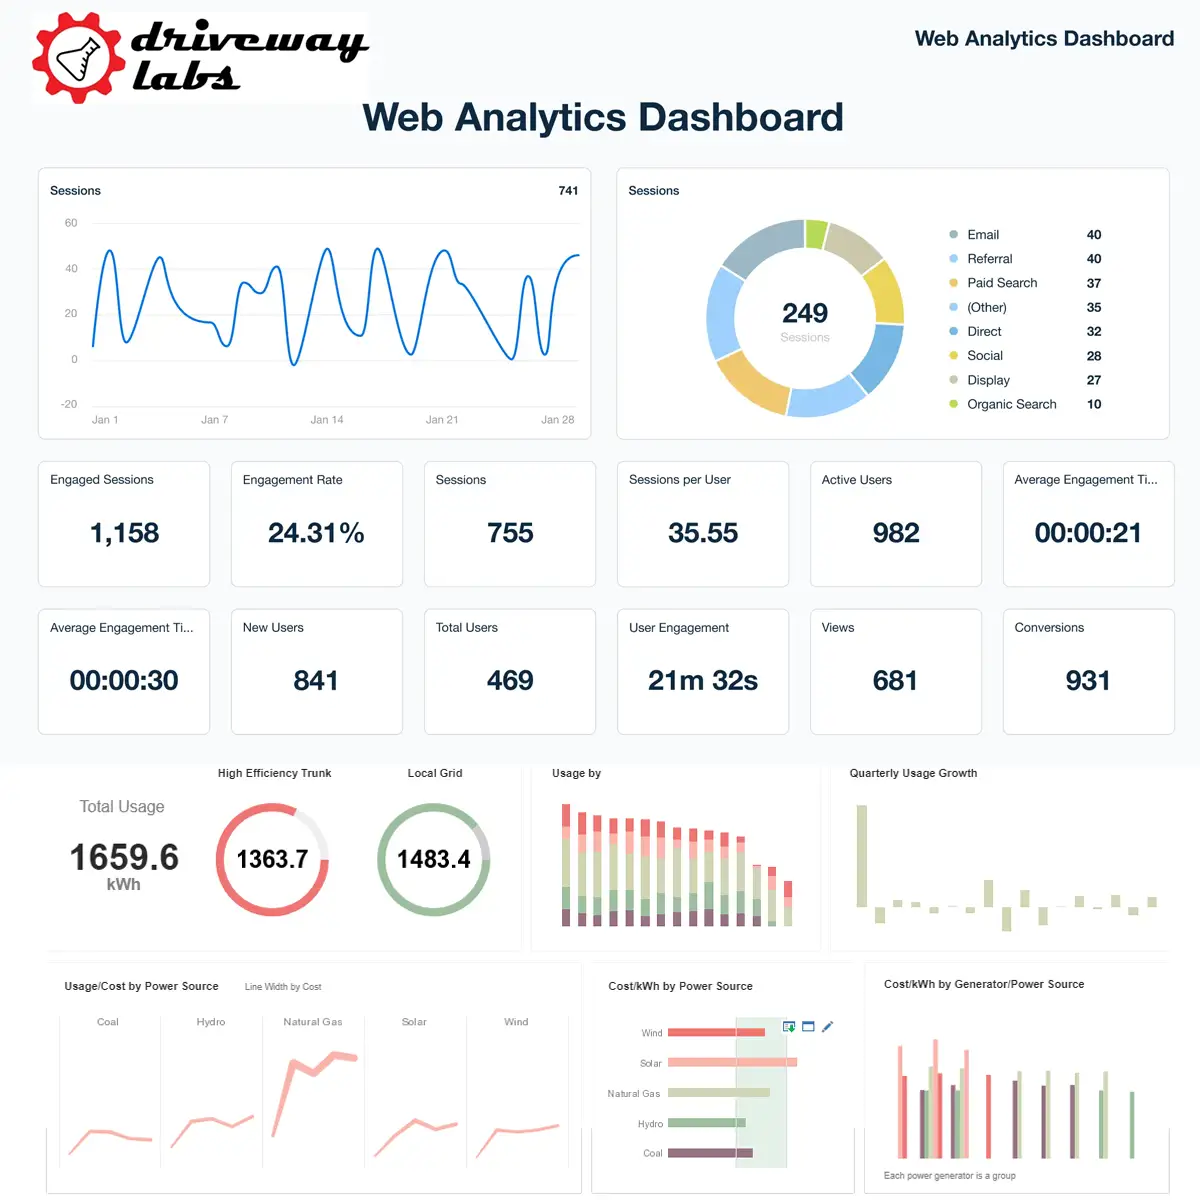 driveway
labs
Web Analytics Dashboard
Web Analytics Dashboard
Sessions 741
60
40
20
0
-20
Jan 1 Jan 7 Jan 14 Jan 21 Jan 28
Sessions
249
Sessions
Email 40
Referral 40
Paid Search 37
(Other) 35
Direct 32
Social 28
Display 27
Organic Search 10
Engaged Sessions
1,158
Engagement Rate
24.31%
Sessions
755
Sessions per User
35.55
Active Users
982
Average Engagement Ti...
00:00:21
Average Engagement Ti...
00:00:30
New Users
841
Total Users
469
User Engagement
21m 32s
Views
681
Conversions
931
Total Usage
1659.6
kWh
High Efficiency Trunk
1363.7
Local Grid
1483.4
Usage by
Quarterly Usage Growth
Usage/Cost by Power Source Line Width by Cost
Coal Hydro Natural Gas Solar Wind
Cost/kWh by Power Source
Wind
Solar
Natural Gas
Hydro
Coal
Cost/kWh by Generator/Power Source
Each power generator is a group